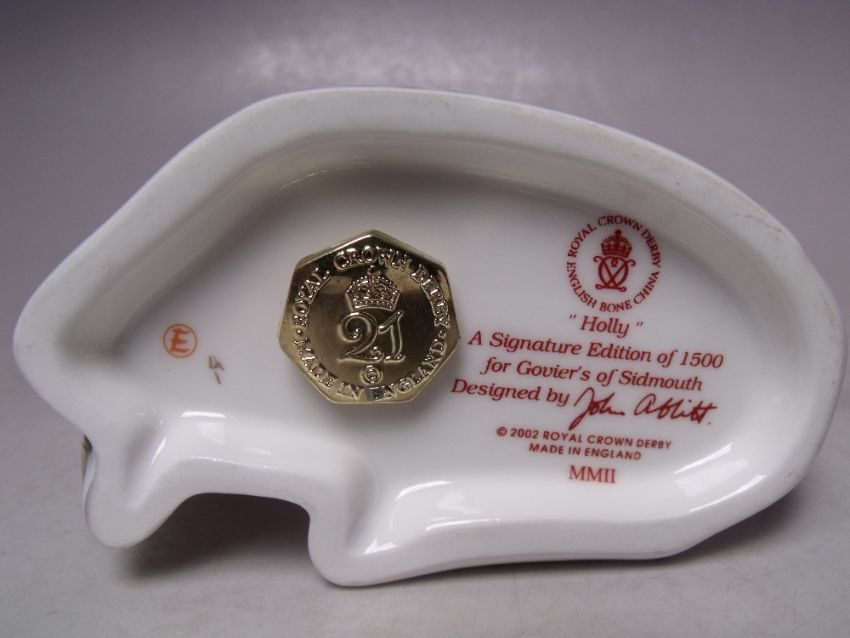 E
ROYAL CROWN DERBY
21
©
MADE IN ENGLAND
ROYAL CROWN DERBY
ENGLISH BONE CHINA
" Holly "
A Signature Edition of 1500
for Govier's of Sidmouth
Designed by John Ablitt.
© 2002 ROYAL CROWN DERBY
MADE IN ENGLAND
MMII